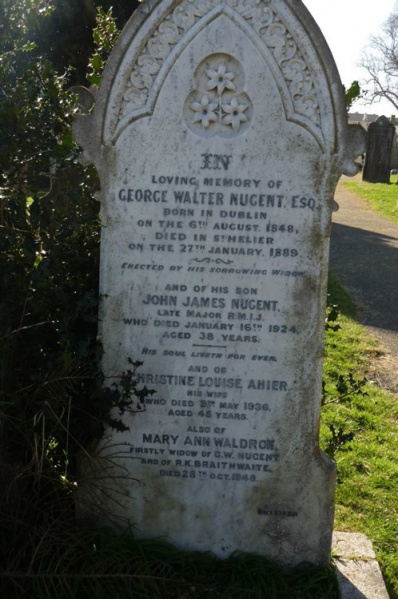 IN
LOVING MEMORY OF
GEORGE WALTER NUGENT, ESQ
BORN IN DUBLIN
ON THE 6TH AUGUST, 1848,
DIED IN ST HELIER
ON THE 27TH JANUARY, 1889.
ERECTED BY HIS SORROWING WIDOW.
AND OF HIS SON
JOHN JAMES NUGENT,
LATE MAJOR R.M.I.J.
WHO DIED JANUARY 16TH 1924,
AGED 38 YEARS.
HIS SOUL LIVETH FOR EVER.
AND OF
CHRISTINE LOUISE AHIER
HIS WIFE
WHO DIED MAY 1936,
AGED 45 YEARS.
ALSO OF
MARY ANN WALDRON,
FIRSTLY WIDOW OF G.W. NUGENT
AND OF R.K. BRAITHWAITE,
DIED 28TH OCT. 1948.